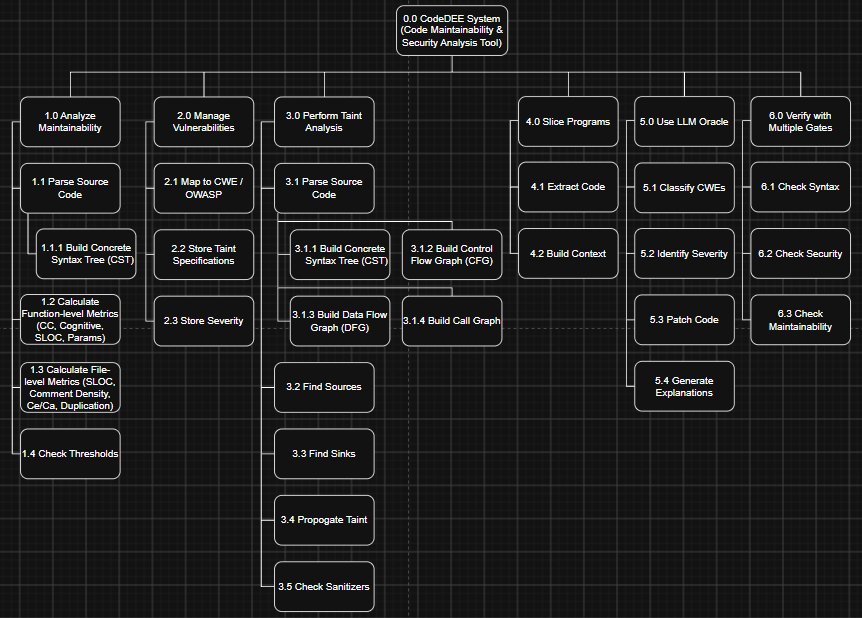 0.0 CodeDEE System
(Code Maintainability &
Security Analysis Tool)
1.0 Analyze
Maintainability
1.1 Parse Source
Code
1.1.1 Build Concrete
Syntax Tree (CST)
1.2 Calculate
Function-level Metrics
(CC, Cognitive,
SLOC, Params)
1.3 Calculate File-
level Metrics (SLOC,
Comment Density,
Ce/Ca, Duplication)
1.4 Check Thresholds
2.0 Manage
Vulnerabilities
2.1 Map to CWE /
OWASP
2.2 Store Taint
Specifications
2.3 Store Severity
3.0 Perform Taint
Analysis
3.1 Parse Source
Code
3.1.1 Build Concrete
Syntax Tree (CST)
3.1.2 Build Control
Flow Graph (CFG)
3.1.3 Build Data Flow
Graph (DFG)
3.1.4 Build Call Graph
3.2 Find Sources
3.3 Find Sinks
3.4 Propogate Taint
3.5 Check Sanitizers
4.0 Slice Programs
4.1 Extract Code
4.2 Build Context
5.0 Use LLM Oracle
5.1 Classify CWEs
5.2 Identify Severity
5.3 Patch Code
5.4 Generate
Explanations
6.0 Verify with
Multiple Gates
6.1 Check Syntax
6.2 Check Security
6.3 Check
Maintainability